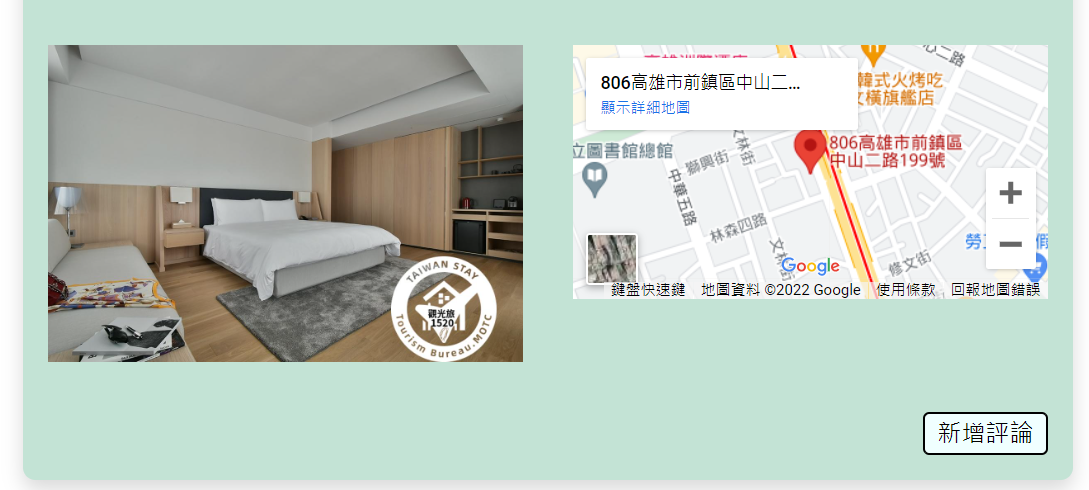 TAIWAN STAY
觀光旅
1520
Tourism Bureau.MOTC
806高雄市前鎮區中山二...
顯示詳細地圖
韓式火烤吃
文橫旗艦店
立圖書館總館
獅興街
文林街
806高雄市前鎮區
中山二路199號
中華五路
林森四路
修文街
Google
鍵盤快速鍵
地圖資料 ©2022 Google
使用條款
回報地圖錯誤
新增評論